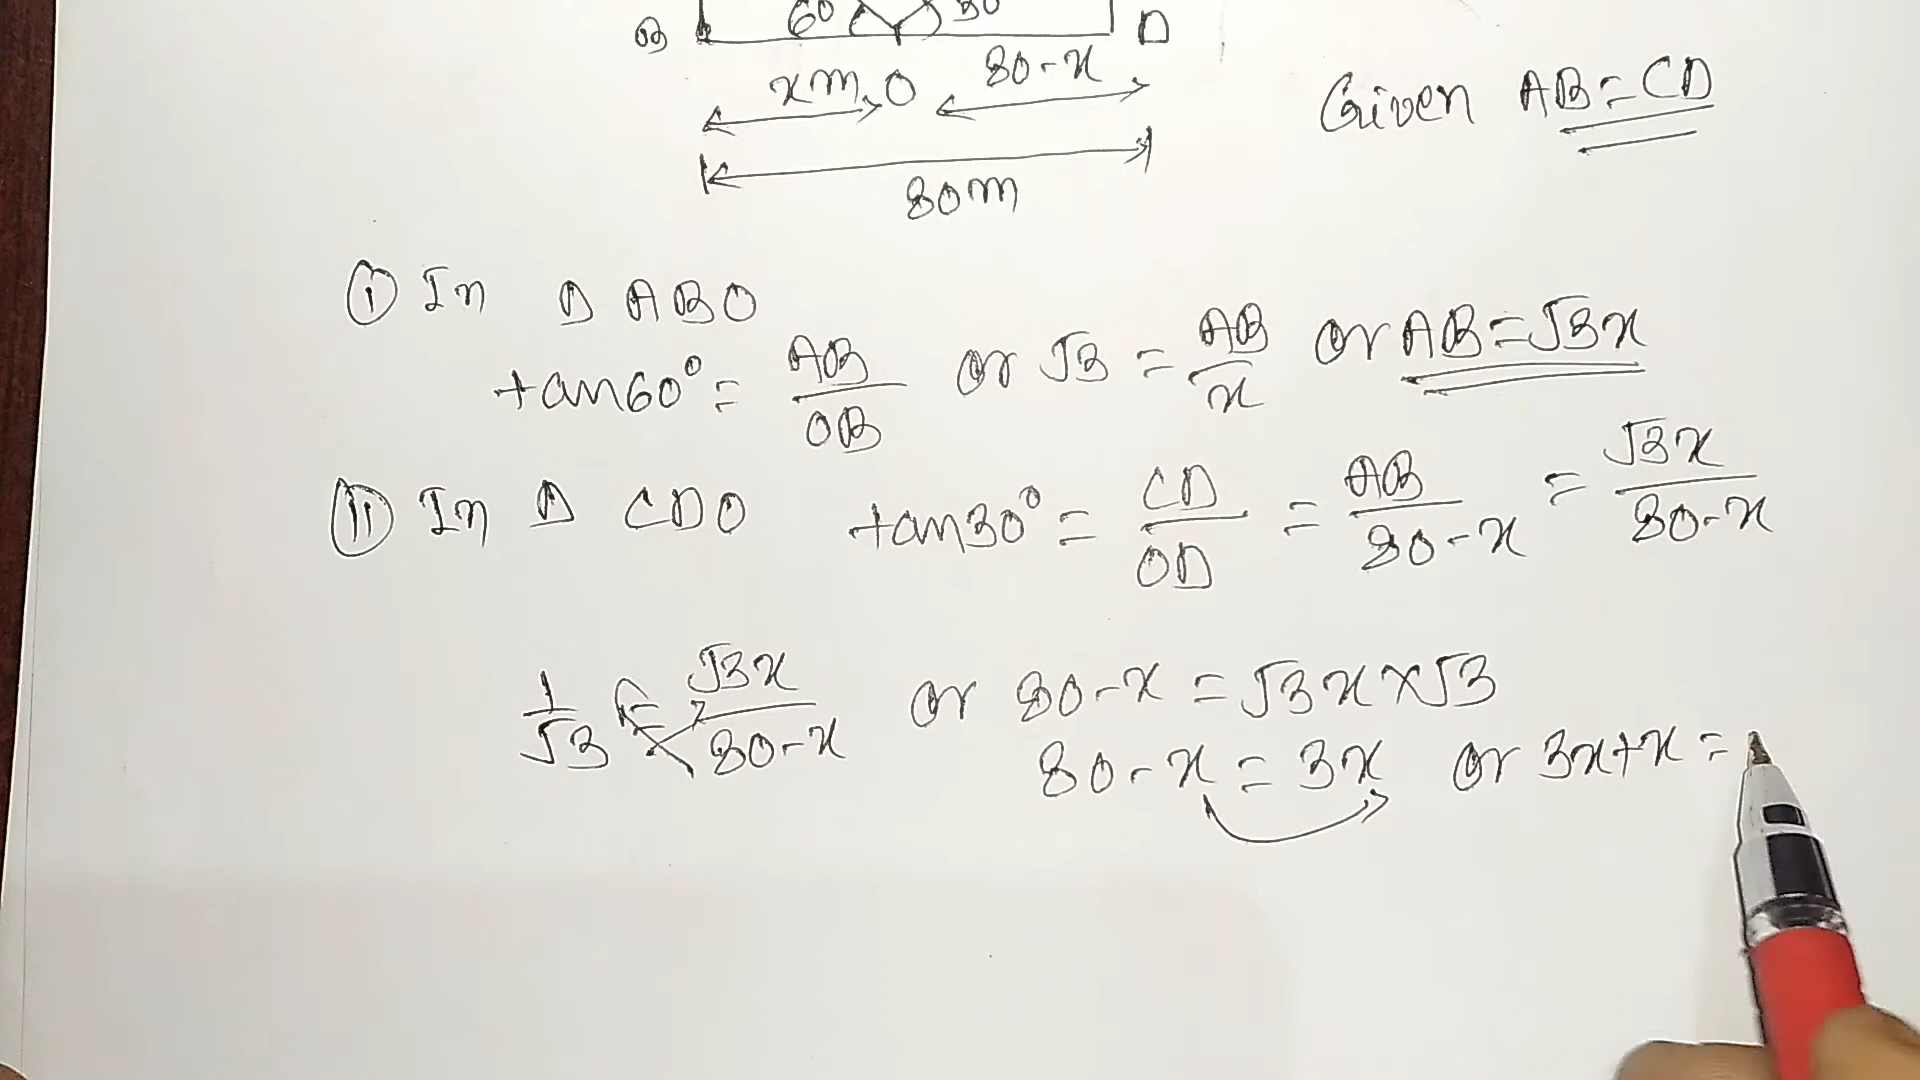 60 30
B D
xm O 80-x
Given AB=CD
80m
(i) In Δ ABO
tan60° = AB/OB or √3 = AB/x or AB=√3x
(ii) In Δ CDO tan30° = CD/OD = AB/80-x = √3x/80-x
1/√3 = √3x/80-x or 80-x = √3x×√3
80-x = 3x or 3x+x =